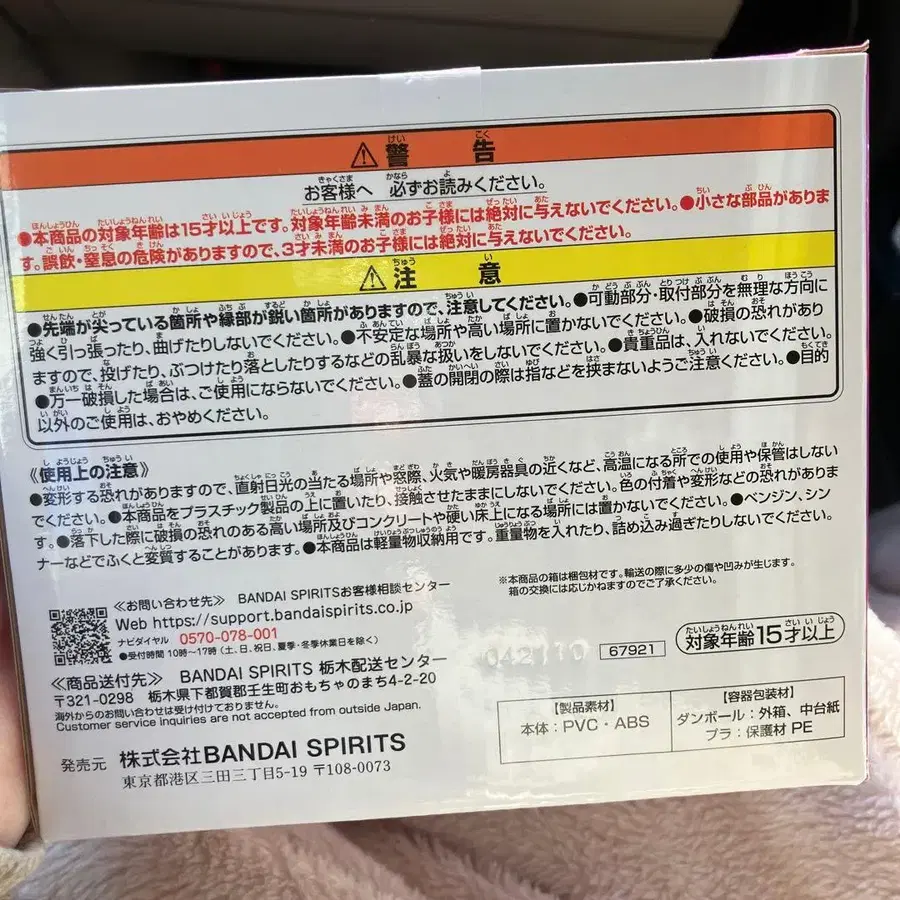 ⚠警告
お客様へ 必ずお読みください。
●本商品の対象年齢は15才以上です。対象年齢未満のお子様には絶対に与えないでください。●小さな部品がありま
す。誤飲・窒息の危険がありますので、3才未満のお子様には絶対に与えないでください。
⚠注意
●先端が尖っている箇所や縁部が鋭い箇所がありますので、注意してください。●可動部分・取付部分を無理な方向に
強く引っ張ったり、曲げたりしないでください。●不安定な場所や高い場所に置かないでください。●破損の恐れがあり
ますので、投げたり、ぶつけたり落としたりするなどの乱暴な扱いをしないでください。●貴重品は、入れないでください。
●万一破損した場合は、ご使用にならないでください。●蓋の開閉の際は指などを挟まないようご注意ください。●目的
以外のご使用は、おやめください。
《使用上の注意》
●変形する恐れがありますので、直射日光の当たる場所や窓際、火気や暖房器具の近くなど、高温になる所での使用や保管はしない
でください。●本商品をプラスチック製品の上に置いたり、接触させたままにしないでください。色の付着や変形などの恐れがありま
す。●落下した際に破損の恐れのある高い場所及びコンクリートや硬い床上になる場所には置かないでください。●ベンジン、シン
ナーなどでふくと変質することがあります。●本商品は軽量物収納用です。重量物を入れたり、詰め込み過ぎたりしないでください。
※本商品の箱は梱包材です。輸送の際に多少の傷や凹みが生じます。
箱の交換には応じかねますのでご了承ください。
≪お問い合わせ先≫ BANDAI SPIRITSお客様相談センター
Web https://support.bandaispirits.co.jp
ナビダイヤル 0570-078-001
●受付時間 10時〜17時(土、日、祝日、夏季・冬季休業日を除く)
≪商品送付先≫ BANDAI SPIRITS 栃木配送センター
〒321-0298 栃木県下都賀郡壬生町おもちゃのまち4-2-20
海外からのお問い合わせは受け付けておりません。
Customer service inquiries are not accepted from outside Japan.
発売元 株式会社BANDAI SPIRITS
東京都港区三田三丁目5-19 〒108-0073
042110
67921
対象年齢15才以上
【製品素材】
本体:PVC・ABS
【容器包装材】
ダンボール:外箱、中台紙
プラ:保護材 PE